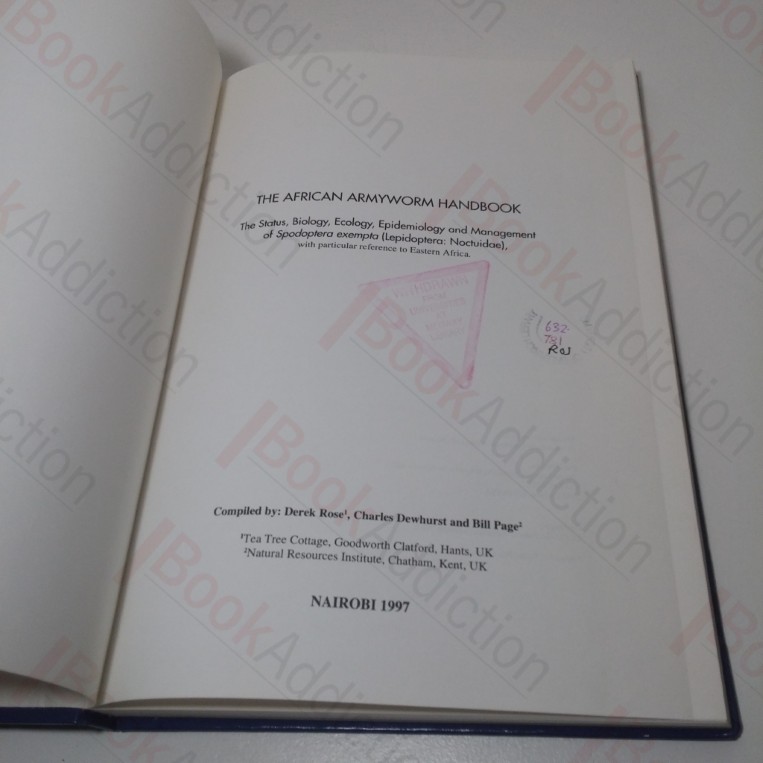 THE AFRICAN ARMYWORM HANDBOOK
The Status, Biology, Ecology, Epidemiology and Management
of Spodoptera exempta (Lepidoptera: Noctuidae),
with particular reference to Eastern Africa.
FROM
632.
781
ROS
Compiled by: Derek Rose¹, Charles Dewhurst and Bill Page²
¹Tea Tree Cottage, Goodworth Clatford, Hants, UK
²Natural Resources Institute, Chatham, Kent, UK
NAIROBI 1997
BookAddiction